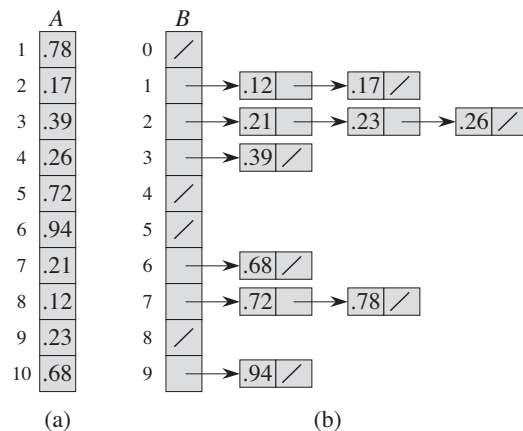 A B
1 .78 0
2 .17 1 .12 .17
3 .39 2 .21 .23 .26
4 .26 3 .39
5 .72 4
6 .94 5
7 .21 6 .68
8 .12 7 .72 .78
9 .23 8
10 .68 9 .94
(a) (b)